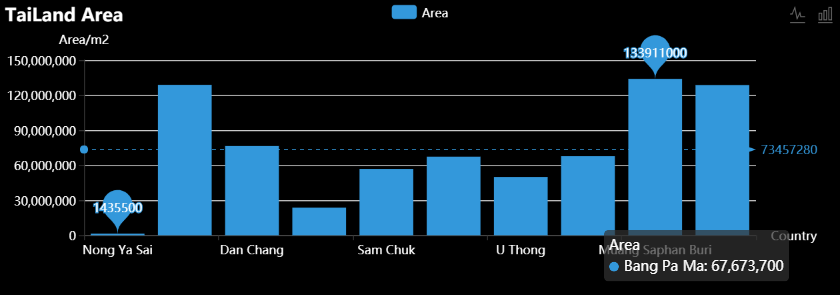 TaiLand Area
Area
Area/m2
150,000,000
120,000,000
90,000,000
60,000,000
30,000,000
0
1435500
133911000
73457280
Nong Ya Sai
Dan Chang
Sam Chuk
U Thong
Muang Saphan Buri
Country
Area
Bang Pa Ma: 67,673,700